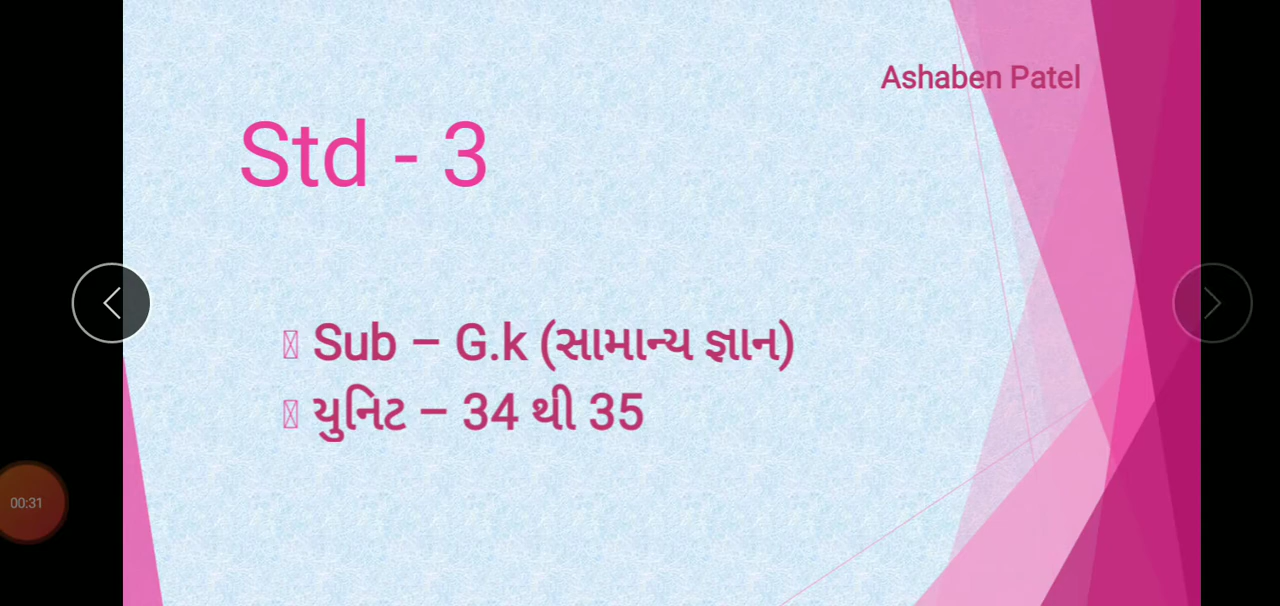 Ashaben Patel
Std - 3
Sub – G.k (સામાન્ય જ્ઞાન)
યુનિટ – 34 થી 35
00:31